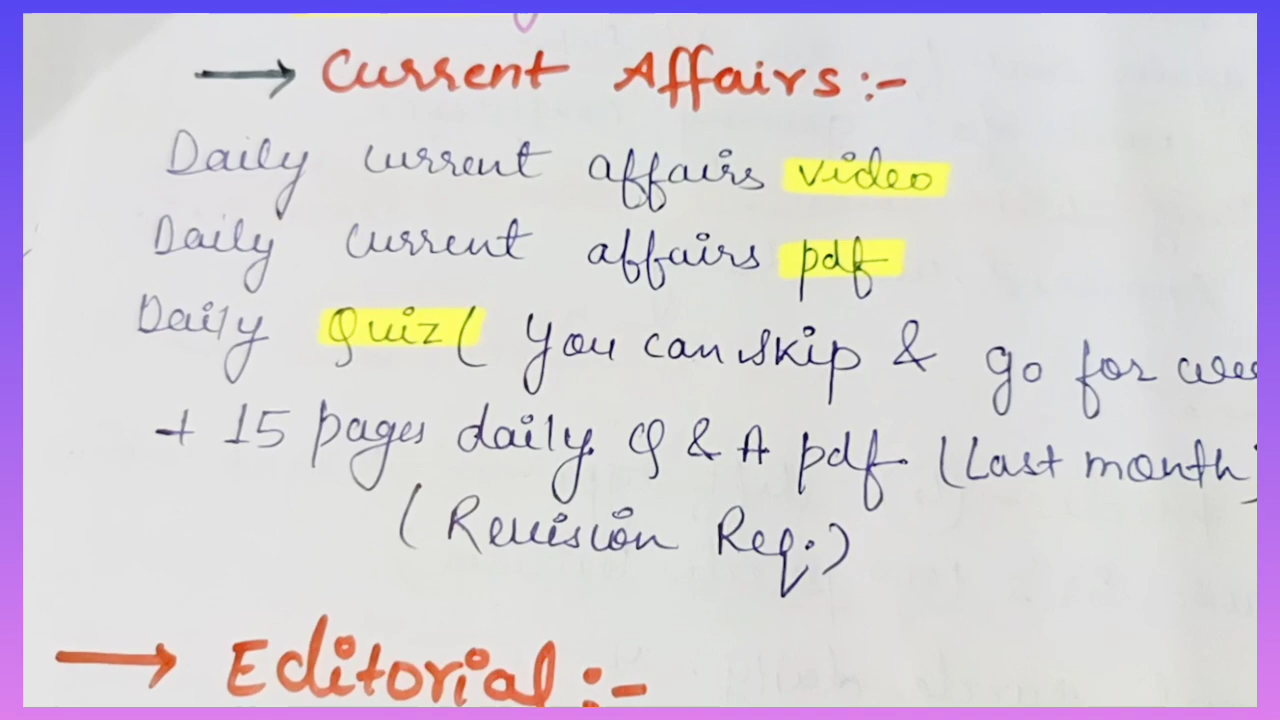 → Current Affairs:-
Daily current affairs video
Daily current affairs pdf
Daily Quiz ( You can skip & go for
+ 15 pages daily Q & A pdf. (Last month)
(Revision Req.)
→ Editorial :-